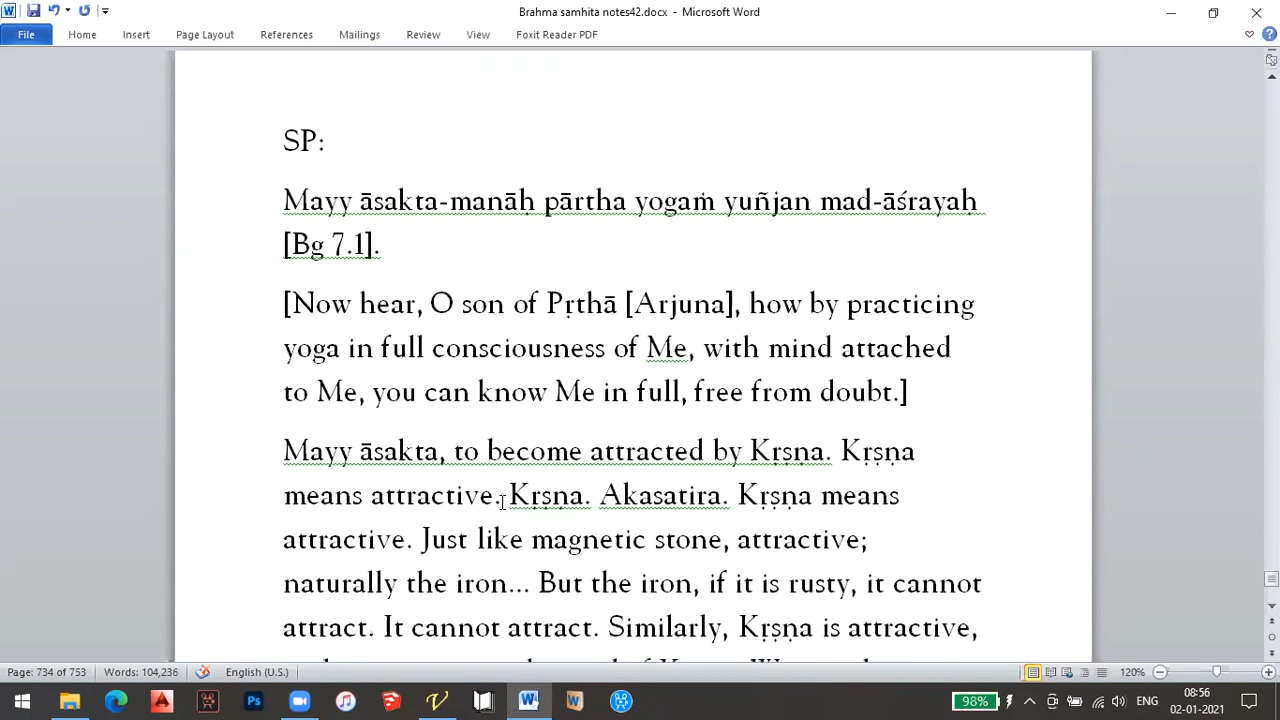 Brahma samhita notes42.docx - Microsoft Word
File Home Insert Page Layout References Mailings Review View Foxit Reader PDF
SP:
Mayy āsakta-manāḥ pārtha yogaṁ yuñjan mad-āśrayaḥ
[Bg 7.1].
[Now hear, O son of Pṛthā [Arjuna], how by practicing
yoga in full consciousness of Me, with mind attached
to Me, you can know Me in full, free from doubt.]
Mayy āsakta, to become attracted by Kṛṣṇa. Kṛṣṇa
means attractive. Kṛṣṇa. Akasatira. Kṛṣṇa means
attractive. Just like magnetic stone, attractive;
naturally the iron... But the iron, if it is rusty, it cannot
attract. It cannot attract. Similarly, Kṛṣṇa is attractive,
Page: 734 of 753 Words: 104,236 English (U.S.) 120%
98% ENG 08:56
02-01-2021